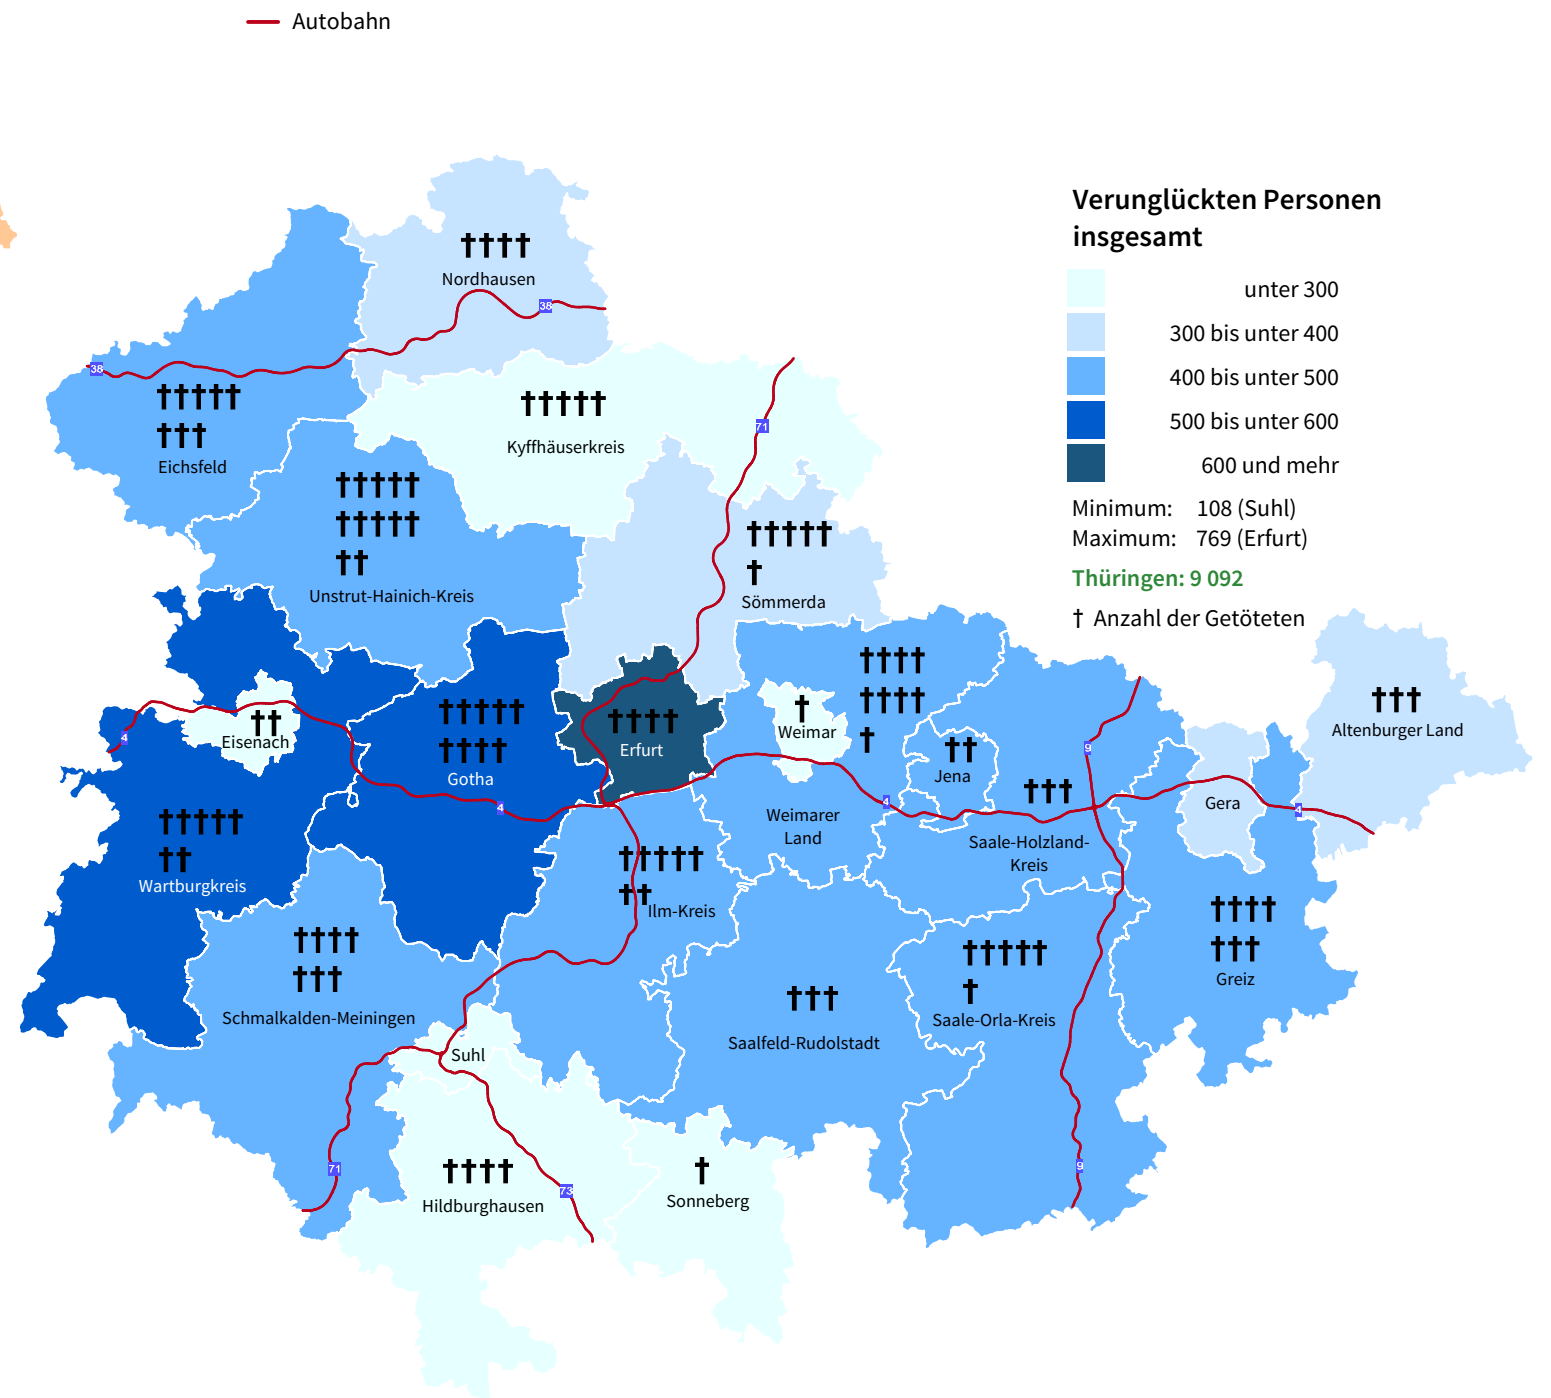 Autobahn
Verunglückten Personen
insgesamt
unter 300
300 bis unter 400
400 bis unter 500
500 bis unter 600
600 und mehr
Minimum: 108 (Suhl)
Maximum: 769 (Erfurt)
Thüringen: 9 092
† Anzahl der Getöteten
††††
Nordhausen
38
38
†††††
†††
Eichsfeld
†††††
Kyffhäuserkreis
71
†††††
†††††
††
Unstrut-Hainich-Kreis
†††††
†
Sömmerda
††
Eisenach
4
†††††
††††
Gotha
4
††††
Erfurt
†
Weimar
††††
††††
†
Weimarer
Land
4
††
Jena
9
†††
Saale-Holzland-
Kreis
Gera
4
†††
Altenburger Land
†††††
††
Wartburgkreis
†††††
††
Ilm-Kreis
††††
†††
Schmalkalden-Meiningen
†††
Saalfeld-Rudolstadt
†††††
†
Saale-Orla-Kreis
††††
†††
Greiz
Suhl
71
††††
Hildburghausen
73
†
Sonneberg
9